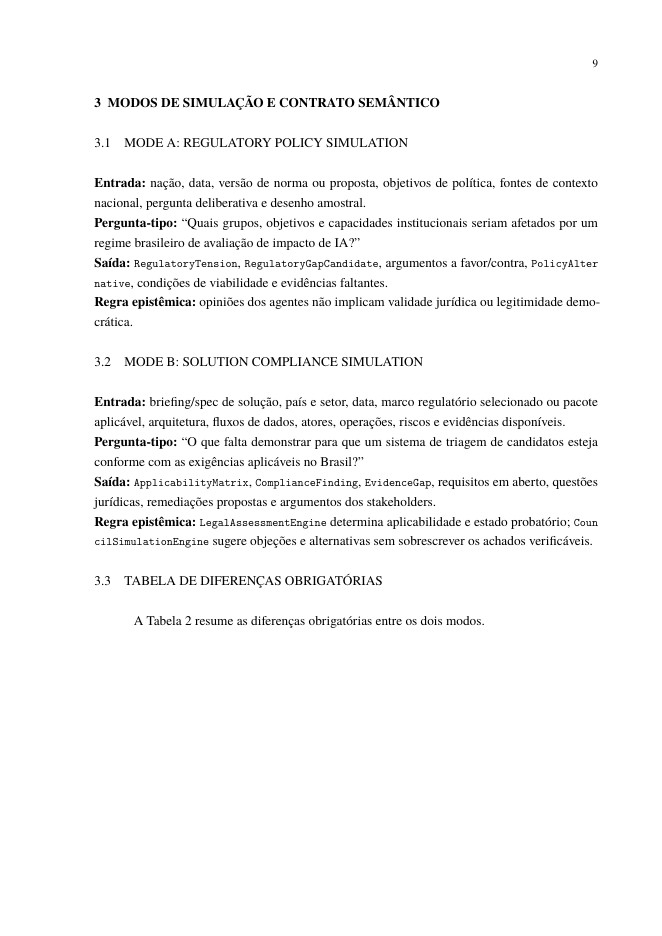 9
3 MODOS DE SIMULAÇÃO E CONTRATO SEMÂNTICO
3.1 MODE A: REGULATORY POLICY SIMULATION
Entrada: nação, data, versão de norma ou proposta, objetivos de política, fontes de contexto
nacional, pergunta deliberativa e desenho amostral.
Pergunta-tipo: “Quais grupos, objetivos e capacidades institucionais seriam afetados por um
regime brasileiro de avaliação de impacto de IA?”
Saída: RegulatoryTension, RegulatoryGapCandidate, argumentos a favor/contra, PolicyAlter
native, condições de viabilidade e evidências faltantes.
Regra epistêmica: opiniões dos agentes não implicam validade jurídica ou legitimidade demo-
crática.
3.2 MODE B: SOLUTION COMPLIANCE SIMULATION
Entrada: briefing/spec de solução, país e setor, data, marco regulatório selecionado ou pacote
aplicável, arquitetura, fluxos de dados, atores, operações, riscos e evidências disponíveis.
Pergunta-tipo: “O que falta demonstrar para que um sistema de triagem de candidatos esteja
conforme com as exigências aplicáveis no Brasil?”
Saída: ApplicabilityMatrix, ComplianceFinding, EvidenceGap, requisitos em aberto, questões
jurídicas, remediações propostas e argumentos dos stakeholders.
Regra epistêmica: LegalAssessmentEngine determina aplicabilidade e estado probatório; Coun
cilSimulationEngine sugere objeções e alternativas sem sobrescrever os achados verificáveis.
3.3 TABELA DE DIFERENÇAS OBRIGATÓRIAS
A Tabela 2 resume as diferenças obrigatórias entre os dois modos.